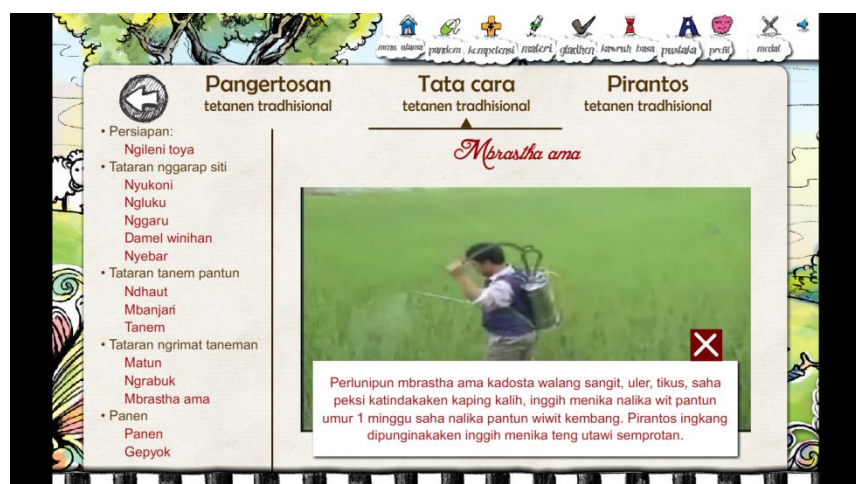 menu utama pandom kompetensi materi gladhen kawruh basa pustaka profil medal
Pangertosan
tetanen tradhisional
Tata cara
tetanen tradhisional
Pirantos
tetanen tradhisional
• Persiapan:
Ngileni toya
• Tataran nggarap siti
Nyukoni
Ngluku
Nggaru
Damel winihan
Nyebar
• Tataran tanem pantun
Ndhaut
Mbanjari
Tanem
• Tataran ngrimat taneman
Matun
Ngrabuk
Mbrastha ama
• Panen
Panen
Gepyok
Mbrastha ama
Perlunipun mbrastha ama kadosta walang sangit, uler, tikus, saha
peksi katindakaken kaping kalih, inggih menika nalika wit pantun
umur 1 minggu saha nalika pantun wiwit kembang. Pirantos ingkang
dipunginakaken inggih menika teng utawi semprotan.